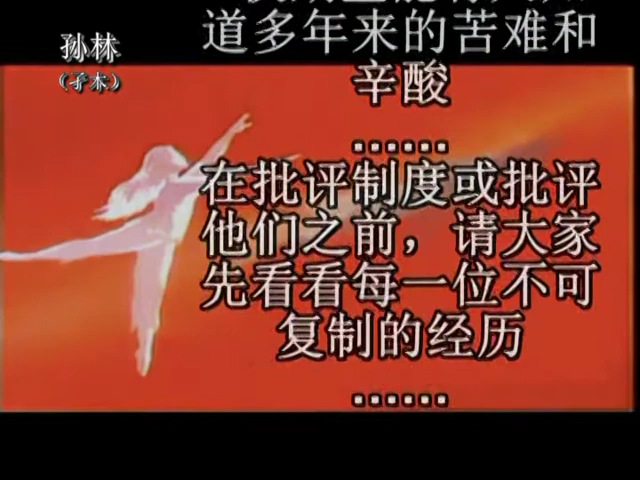 道多年来的苦难和
孙林
（孑木）
辛酸
......
在批评制度或批评
他们之前，请大家
先看看每一位不可
复制的经历
......